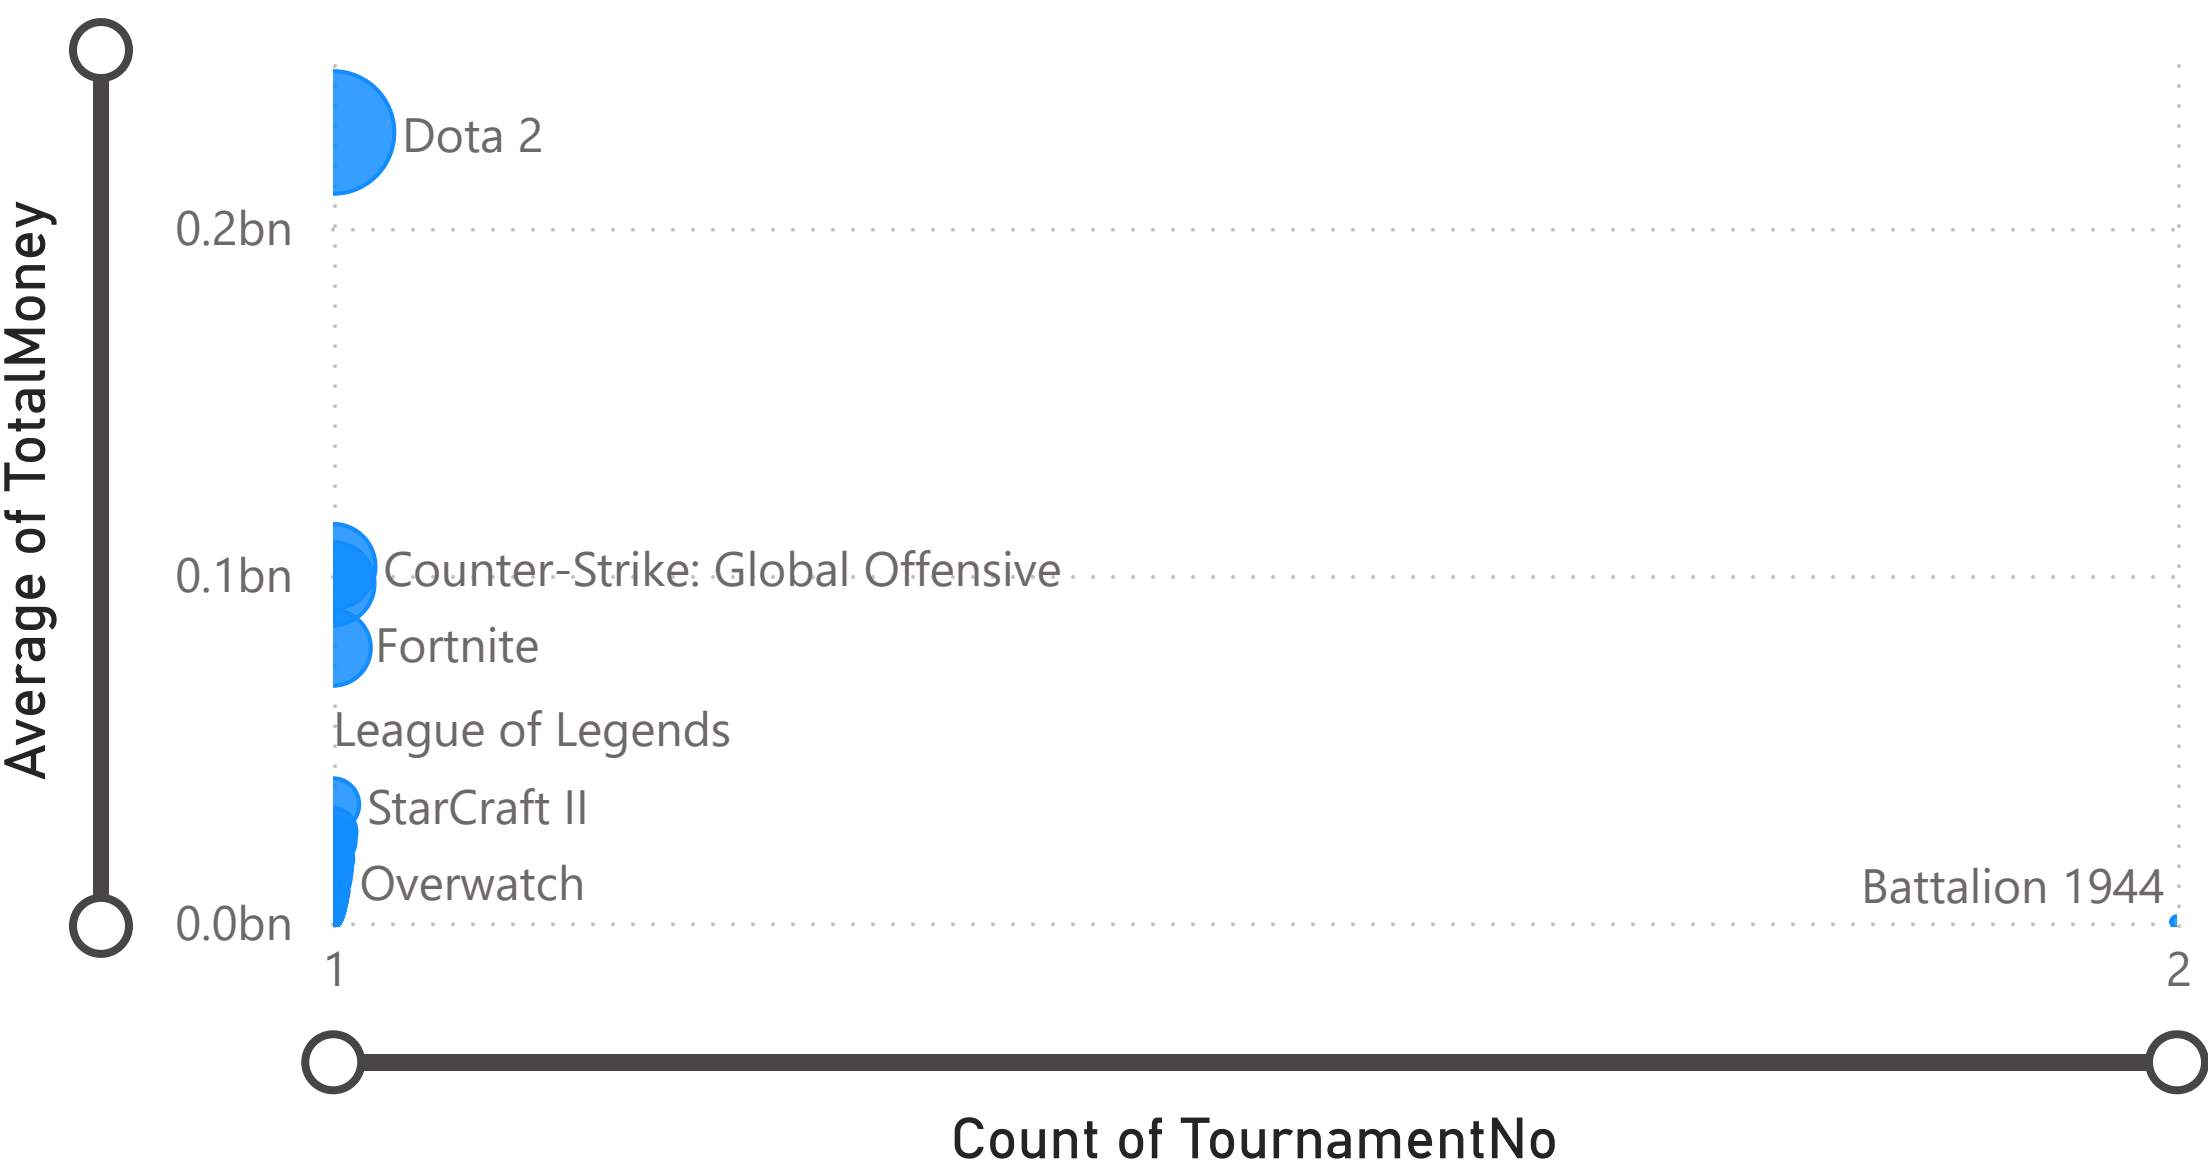 Average of TotalMoney
Dota 2
0.2bn
0.1bn
Counter-Strike: Global Offensive
Fortnite
League of Legends
StarCraft II
Overwatch
Battalion 1944
0.0bn
1
2
Count of TournamentNo